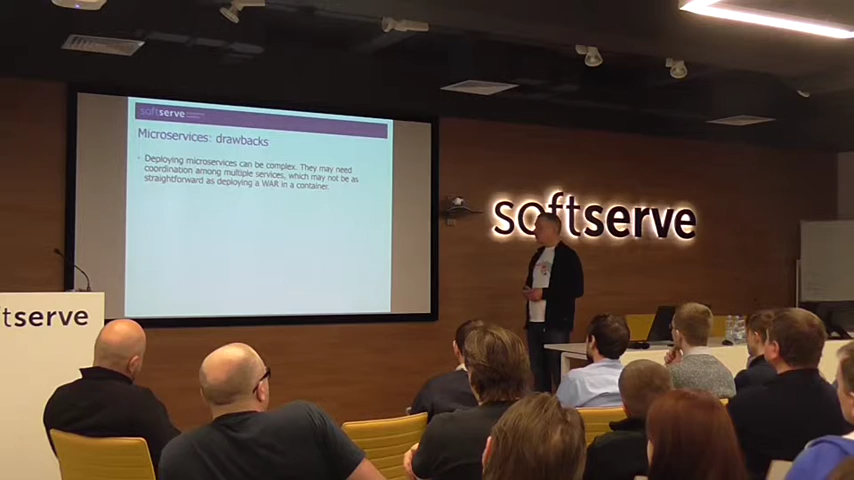 softserve
Microservices: drawbacks
Deploying microservices can be complex. They may need
coordination among multiple services, which may not be as
straightforward as deploying a WAR in a container.
softserve
tserve